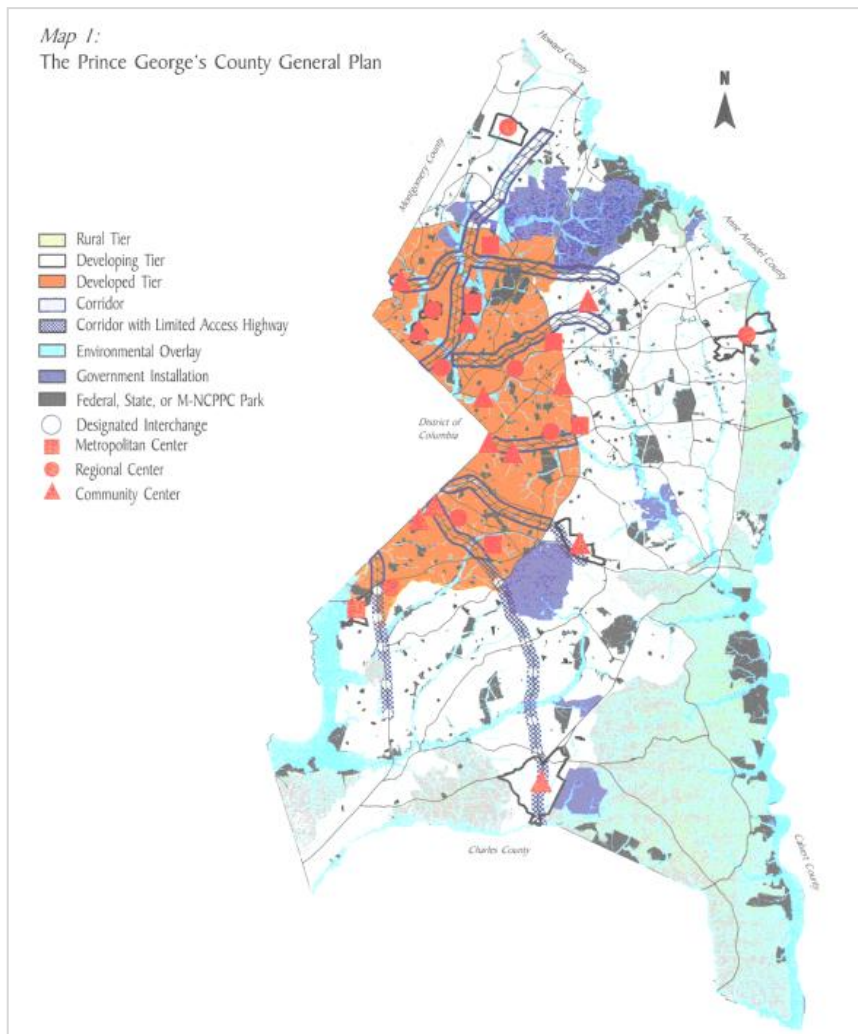 Map 1:
The Prince George's County General Plan
Howard County
N
Montgomery County
Anne Arundel County
Rural Tier
Developing Tier
Developed Tier
Corridor
Corridor with Limited Access Highway
Environmental Overlay
Government Installation
Federal, State, or M-NCPPC Park
Designated Interchange
Metropolitan Center
Regional Center
Community Center
District of
Columbia
Charles County
Calvert County